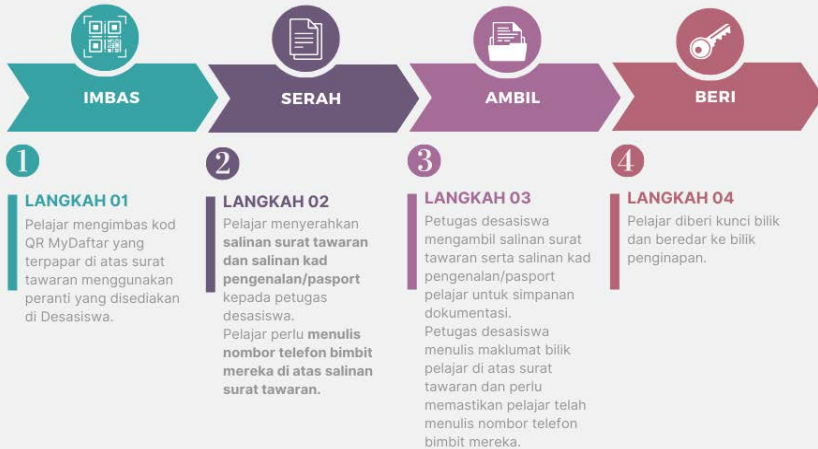 IMBAS
SERAH
AMBIL
BERI
1
LANGKAH 01
Pelajar mengimbas kod
QR MyDaftar yang
terpapar di atas surat
tawaran menggunakan
peranti yang disediakan
di Desasiswa.
2
LANGKAH 02
Pelajar menyerahkan
salinan surat tawaran
dan salinan kad
pengenalan/pasport
kepada petugas
desasiswa.
Pelajar perlu menulis
nombor telefon bimbit
mereka di atas salinan
surat tawaran.
3
LANGKAH 03
Petugas desasiswa
mengambil salinan surat
tawaran serta salinan kad
pengenalan/pasport
pelajar untuk simpanan
dokumentasi.
Petugas desasiswa
menulis maklumat bilik
pelajar di atas surat
tawaran dan perlu
memastikan pelajar telah
menulis nombor telefon
bimbit mereka.
4
LANGKAH 04
Pelajar diberi kunci bilik
dan beredar ke bilik
penginapan.